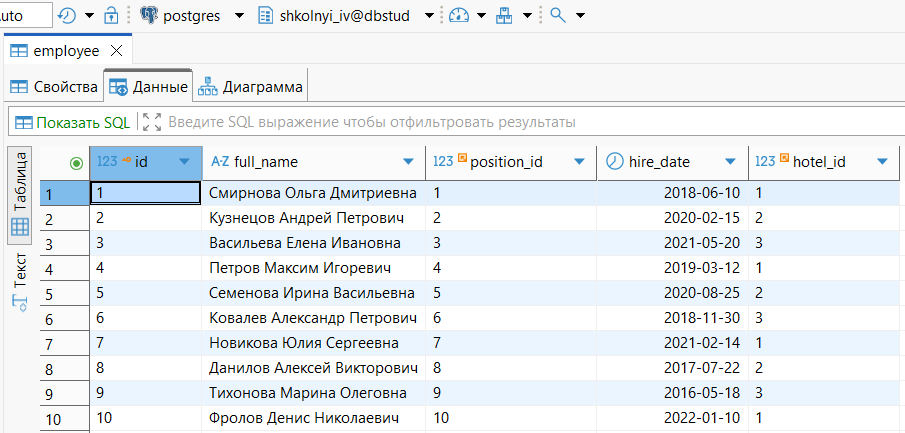 uto postgres shkolnyi_iv@dbstud
employee
Свойства Данные Диаграмма
Показать SQL Введите SQL выражение чтобы отфильтровать результаты
Таблица
Текст
123 id A-Z full_name 123 position_id hire_date 123 hotel_id
1 1 Смирнова Ольга Дмитриевна 1 2018-06-10 1
2 2 Кузнецов Андрей Петрович 2 2020-02-15 2
3 3 Васильева Елена Ивановна 3 2021-05-20 3
4 4 Петров Максим Игоревич 4 2019-03-12 1
5 5 Семенова Ирина Васильевна 5 2020-08-25 2
6 6 Ковалев Александр Петрович 6 2018-11-30 3
7 7 Новикова Юлия Сергеевна 7 2021-02-14 1
8 8 Данилов Алексей Викторович 8 2017-07-22 2
9 9 Тихонова Марина Олеговна 9 2016-05-18 3
10 10 Фролов Денис Николаевич 10 2022-01-10 1